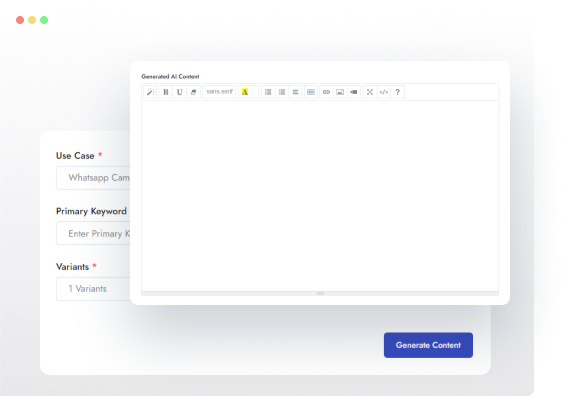 Generated AI Content
B U sans-serif A </> ?
Use Case *
Whatsapp Cam
Primary Keyword
Enter Primary K
Variants *
1 Variants
Generate Content